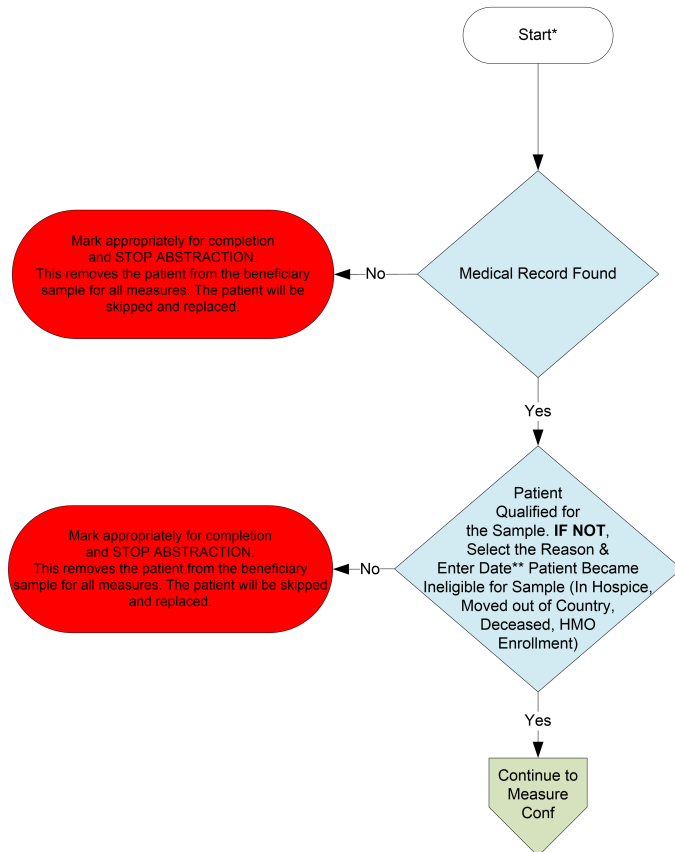 Start*
Medical Record Found
No
Mark appropriately for completion
and STOP ABSTRACTION.
This removes the patient from the beneficiary
sample for all measures. The patient will be
skipped and replaced.
Yes
Patient
Qualified for
the Sample. IF NOT,
Select the Reason &
Enter Date** Patient Became
Ineligible for Sample (In Hospice,
Moved out of Country,
Deceased, HMO
Enrollment)
No
Mark appropriately for completion
and STOP ABSTRACTION.
This removes the patient from the beneficiary
sample for all measures. The patient will be skipped
and replaced.
Yes
Continue to
Measure
Conf